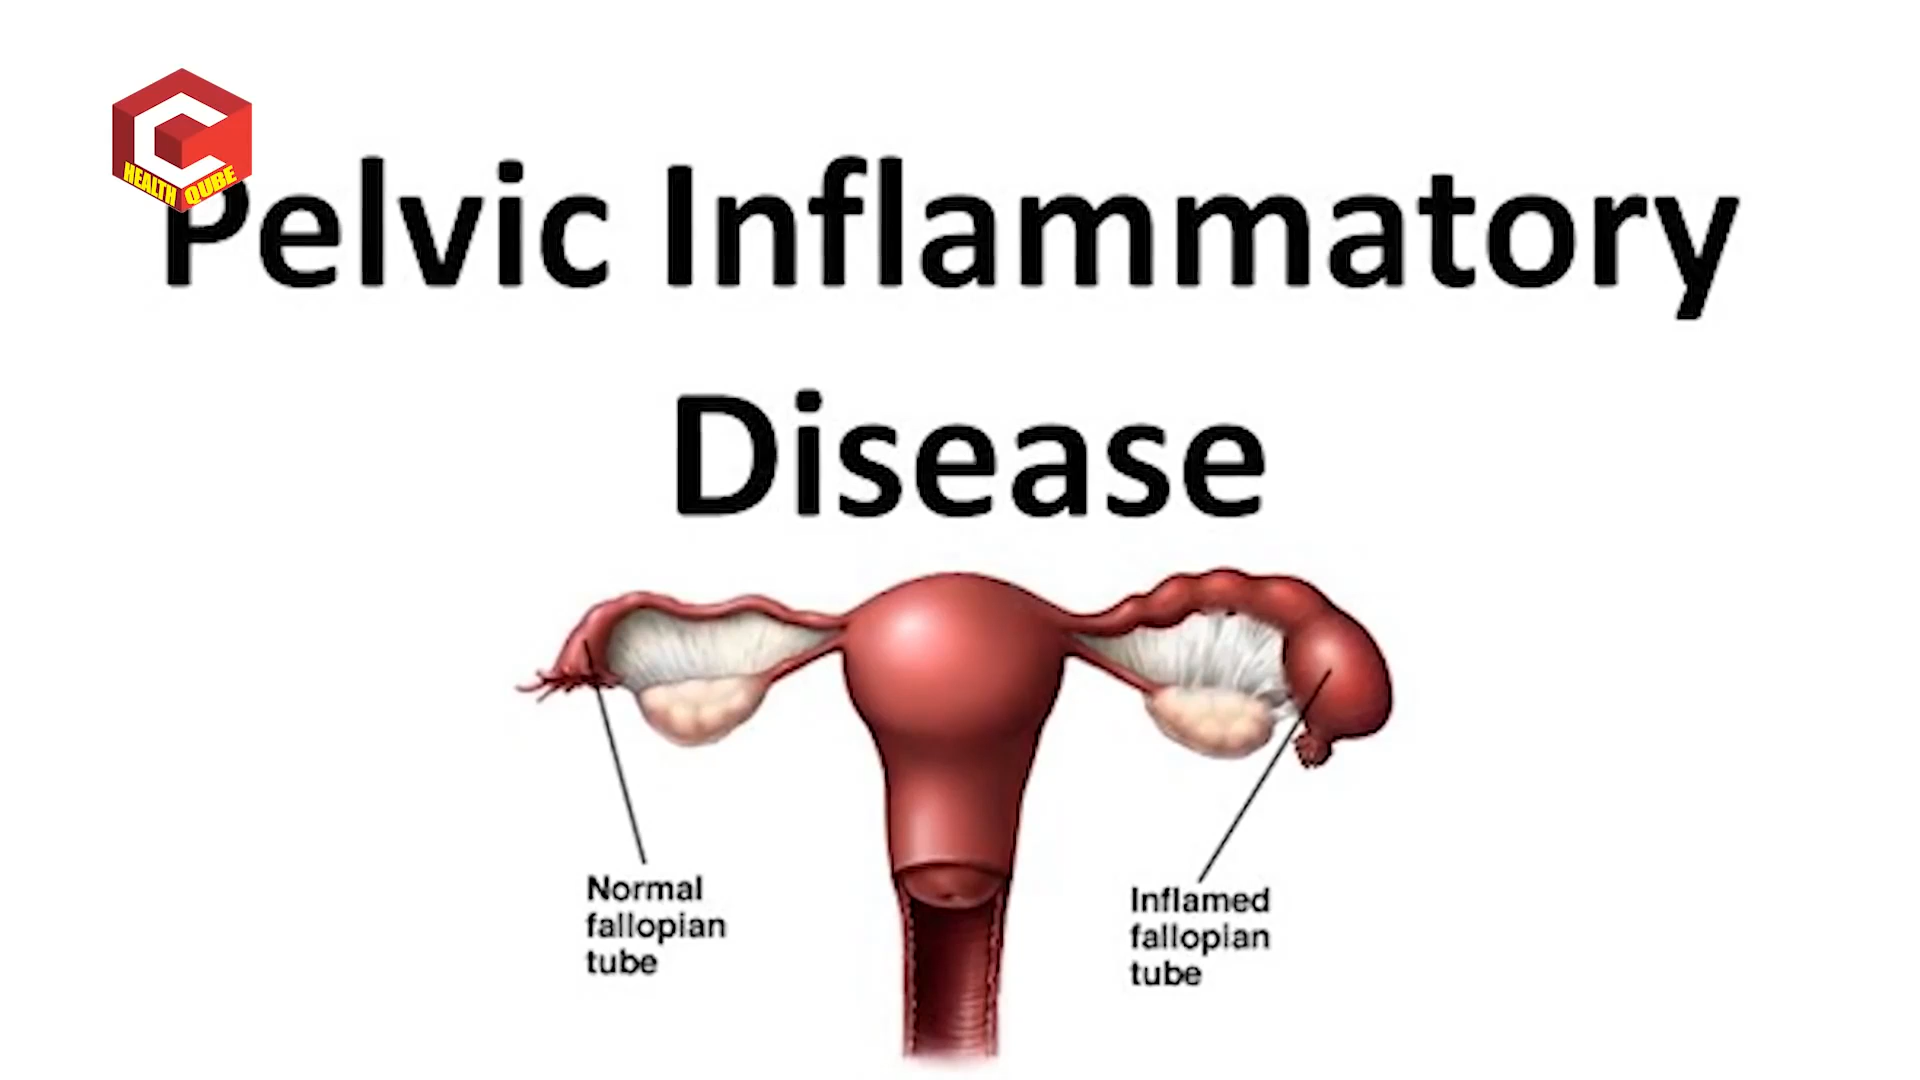 HEALTH QUBE
Pelvic Inflammatory
Disease
Normal
fallopian
tube
Inflamed
fallopian
tube